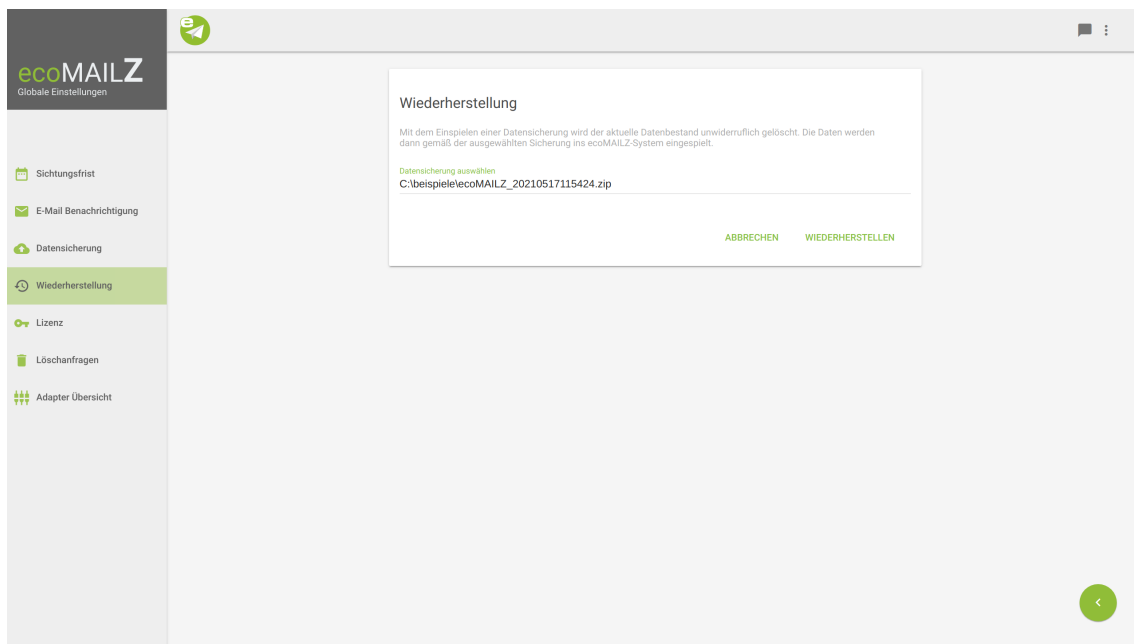 e
ecoMAILZ
Globale Einstellungen
Sichtungsfrist
E-Mail Benachrichtigung
Datensicherung
Wiederherstellung
Lizenz
Löschanfragen
Adapter Übersicht
Wiederherstellung
Mit dem Einspielen einer Datensicherung wird der aktuelle Datenbestand unwiderruflich gelöscht. Die Daten werden
dann gemäß der ausgewählten Sicherung ins ecoMAILZ-System eingespielt.
Datensicherung auswählen
C:\beispiele\ecoMAILZ_20210517115424.zip
ABBRECHEN WIEDERHERSTELLEN